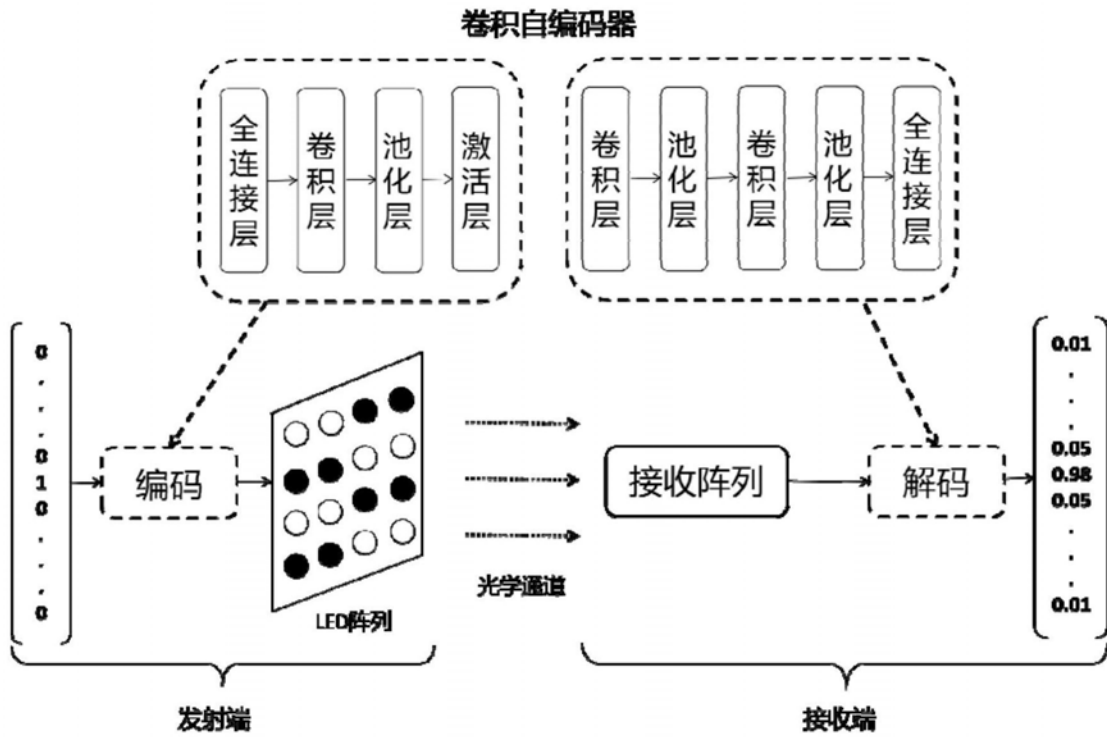 卷积自编码器
全连接层
卷积层
池化层
激活层
卷积层
池化层
卷积层
池化层
全连接层
0
.
.
.
0
1
0
.
.
.
0
编码
LED阵列
光学通道
接收阵列
解码
0.01
.
.
.
0.05
0.98
0.05
.
.
.
0.01
发射端
接收端